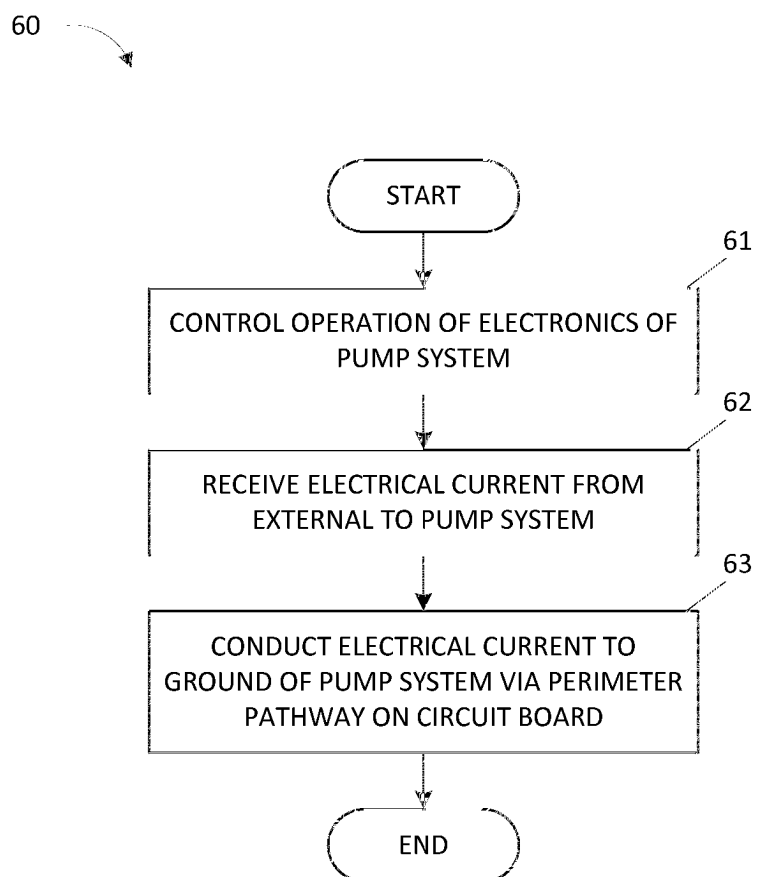 60
START
61
CONTROL OPERATION OF ELECTRONICS OF
PUMP SYSTEM
62
RECEIVE ELECTRICAL CURRENT FROM
EXTERNAL TO PUMP SYSTEM
63
CONDUCT ELECTRICAL CURRENT TO
GROUND OF PUMP SYSTEM VIA PERIMETER
PATHWAY ON CIRCUIT BOARD
END